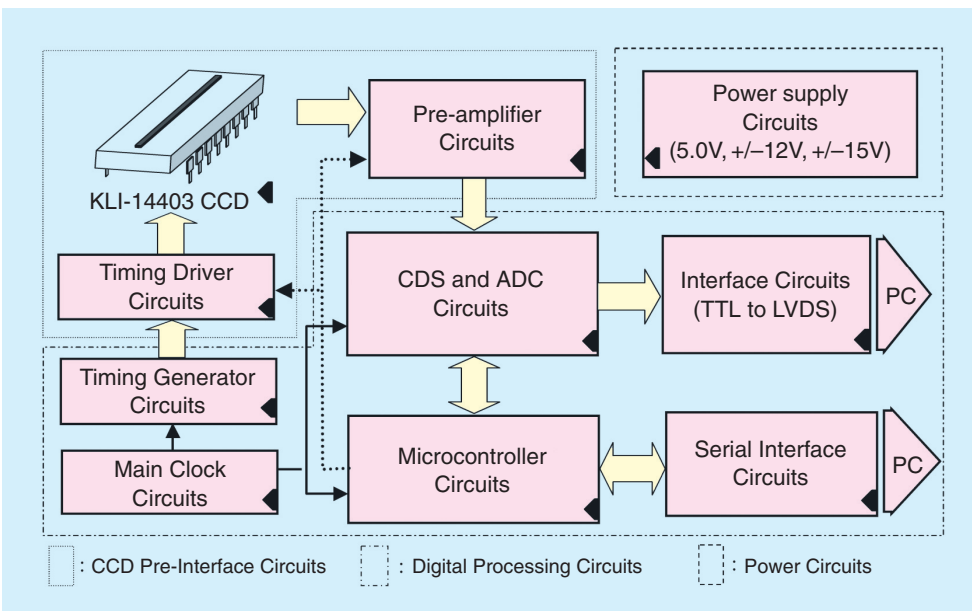 Pre-amplifier
Circuits
Power supply
Circuits
(5.0V, +/–12V, +/–15V)
KLI-14403 CCD
Timing Driver
Circuits
CDS and ADC
Circuits
Interface Circuits
(TTL to LVDS)
PC
Timing Generator
Circuits
Main Clock
Circuits
Microcontroller
Circuits
Serial Interface
Circuits
PC
: CCD Pre-Interface Circuits
: Digital Processing Circuits
: Power Circuits